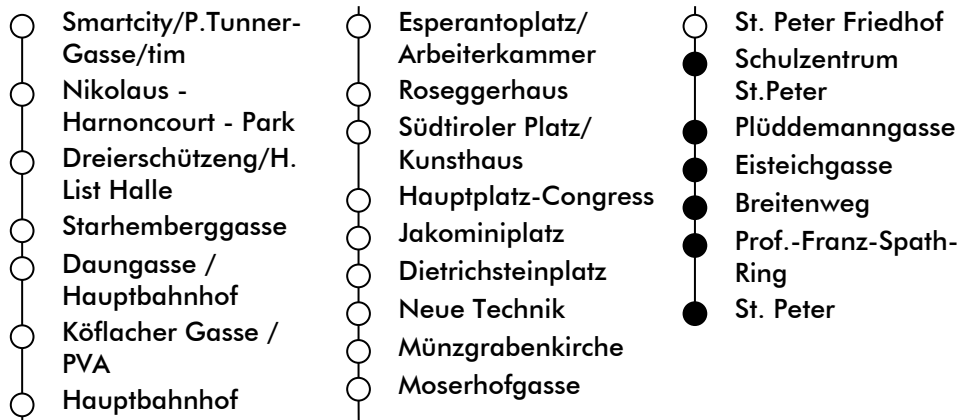 Smartcity/P.Tunner-
Gasse/tim
Nikolaus -
Harnoncourt - Park
Dreierschützeng/H.
List Halle
Starhemberggasse
Daungasse /
Hauptbahnhof
Köflacher Gasse /
PVA
Hauptbahnhof
Esperantoplatz/
Arbeiterkammer
Roseggerhaus
Südtiroler Platz/
Kunsthaus
Hauptplatz-Congress
Jakominiplatz
Dietrichsteinplatz
Neue Technik
Münzgrabenkirche
Moserhofgasse
St. Peter Friedhof
Schulzentrum
St.Peter
Plüddemanngasse
Eisteichgasse
Breitenweg
Prof.-Franz-Spath-
Ring
St. Peter